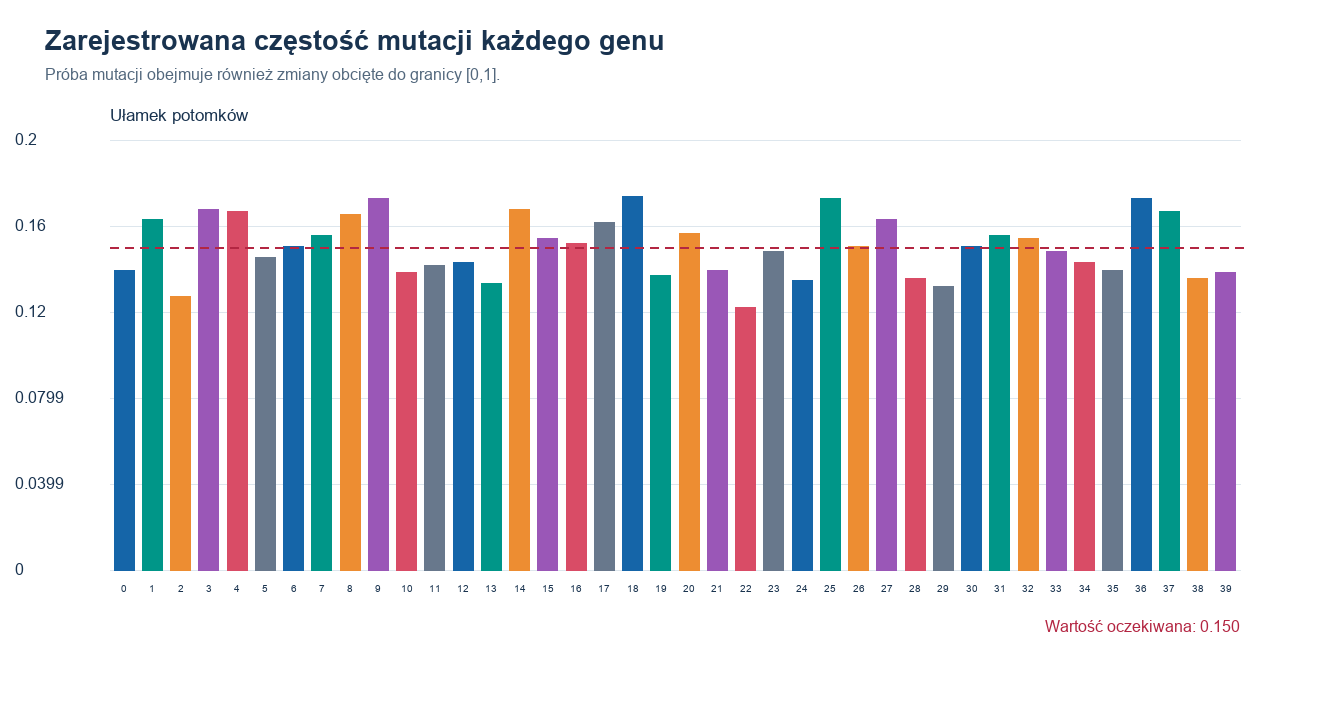 Zarejestrowana częstość mutacji każdego genu
Próba mutacji obejmuje również zmiany obcięte do granicy [0,1].
Ułamek potomków
0.2
0.16
0.12
0.0799
0.0399
0
0 1 2 3 4 5 6 7 8 9 10 11 12 13 14 15 16 17 18 19 20 21 22 23 24 25 26 27 28 29 30 31 32 33 34 35 36 37 38 39
Wartość oczekiwana: 0.150